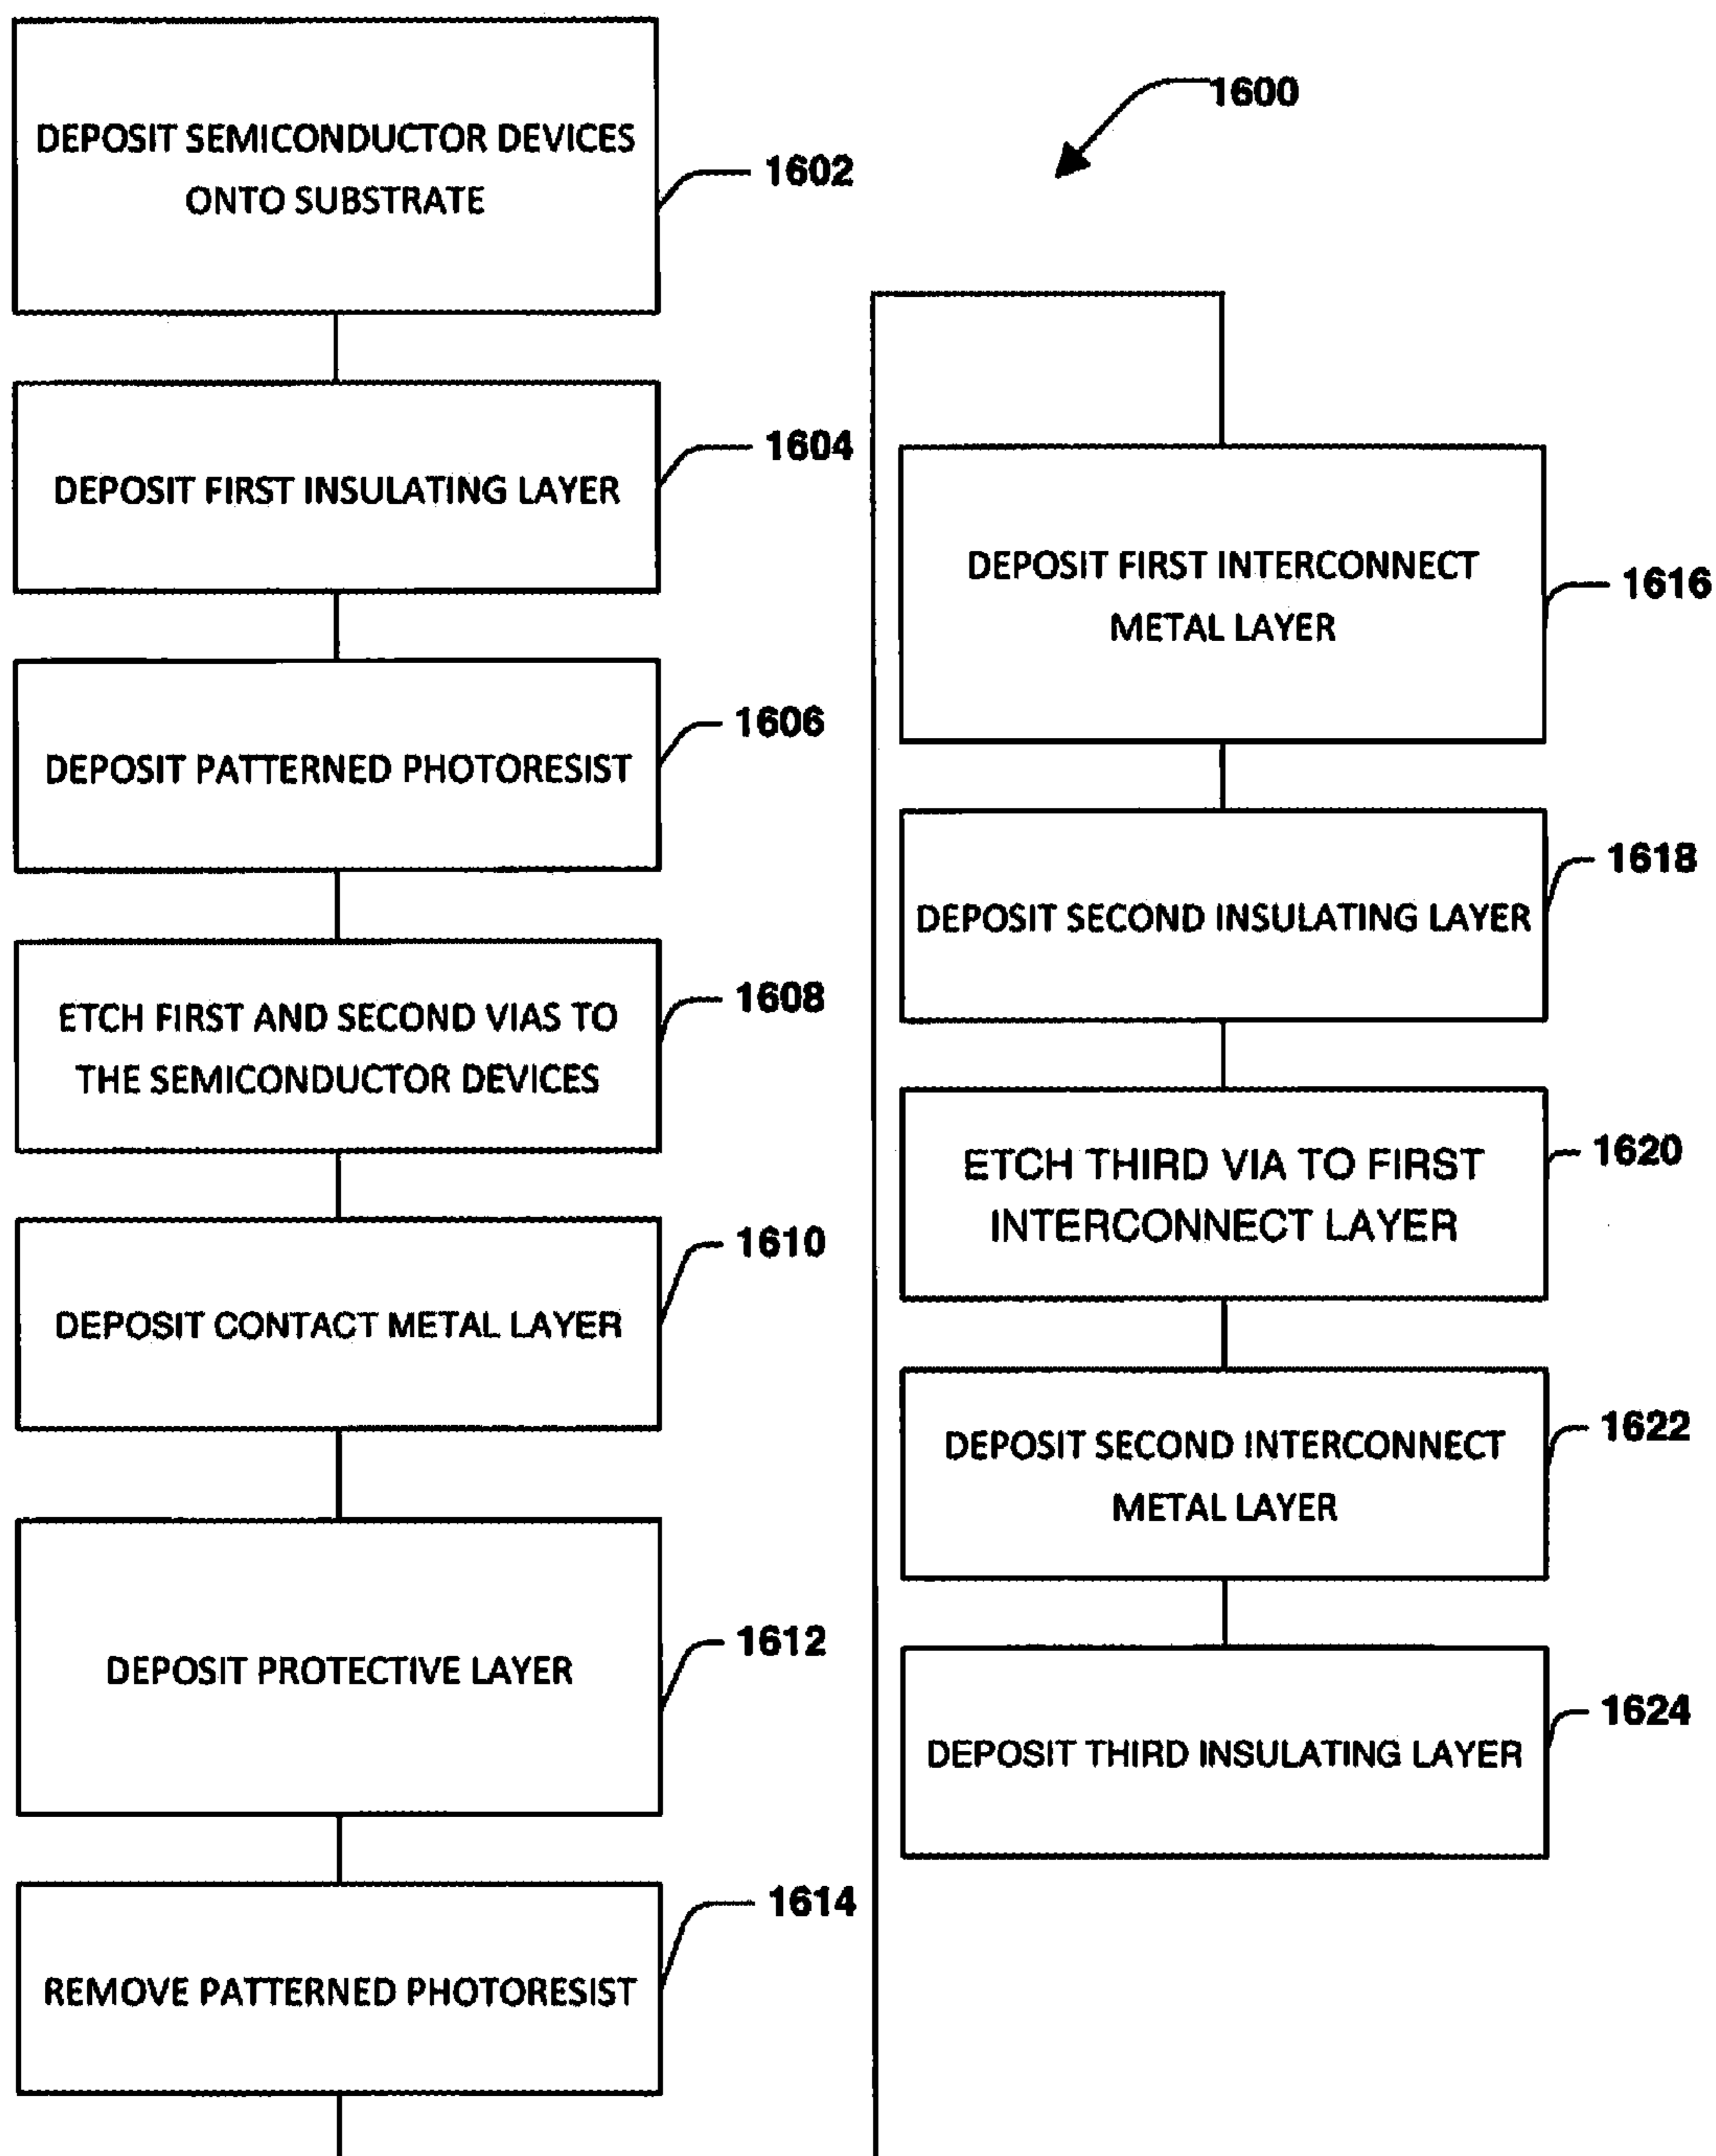 1600
DEPOSIT SEMICONDUCTOR DEVICES
ONTO SUBSTRATE
1602
DEPOSIT FIRST INSULATING LAYER
1604
DEPOSIT PATTERNED PHOTORESIST
1606
ETCH FIRST AND SECOND VIAS TO
THE SEMICONDUCTOR DEVICES
1608
DEPOSIT CONTACT METAL LAYER
1610
DEPOSIT PROTECTIVE LAYER
1612
REMOVE PATTERNED PHOTORESIST
1614
DEPOSIT FIRST INTERCONNECT
METAL LAYER
1616
DEPOSIT SECOND INSULATING LAYER
1618
ETCH THIRD VIA TO FIRST
INTERCONNECT LAYER
1620
DEPOSIT SECOND INTERCONNECT
METAL LAYER
1622
DEPOSIT THIRD INSULATING LAYER
1624